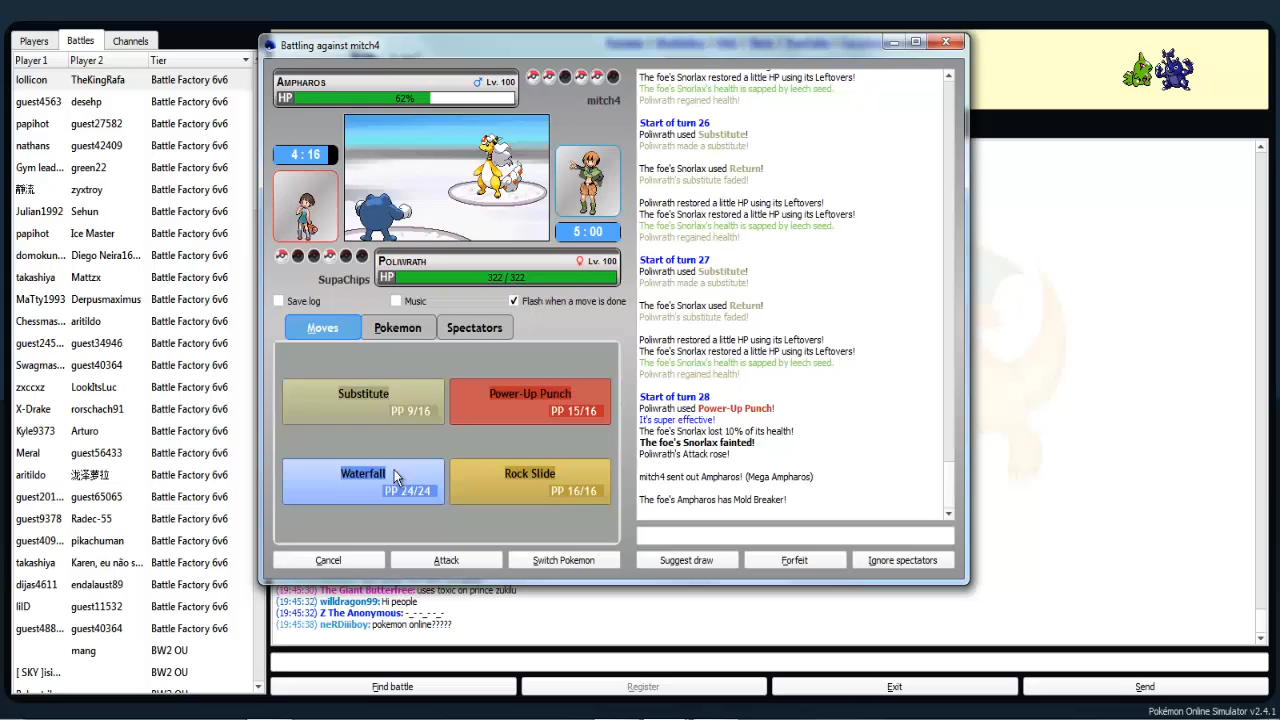 Players
Battles
Channels
Player 1
Player 2
Tier
lollicon TheKingRafa Battle Factory 6v6
guest4563 desehp Battle Factory 6v6
papihot guest27582 Battle Factory 6v6
nathans guest42409 Battle Factory 6v6
Gym lead... green22 Battle Factory 6v6
静流 zyxtroy Battle Factory 6v6
Julian1992 Sehun Battle Factory 6v6
papihot Ice Master Battle Factory 6v6
domokun... Diego Neira16... Battle Factory 6v6
takashiya Mattzx Battle Factory 6v6
MaTty1993 Derpusmaximus Battle Factory 6v6
Chessmas... aritildo Battle Factory 6v6
guest245... guest34946 Battle Factory 6v6
Swagmas... guest40364 Battle Factory 6v6
zxccxz LookItsLuc Battle Factory 6v6
X-Drake rorschach91 Battle Factory 6v6
Kyle9373 Arturo Battle Factory 6v6
Meral guest56433 Battle Factory 6v6
aritildo Battle Factory 6v6
guest201... guest65065 Battle Factory 6v6
guest9378 Radec-55 Battle Factory 6v6
guest409... pikachuman Battle Factory 6v6
takashiya Karen, eu não s... Battle Factory 6v6
dijas4611 endalaust89 Battle Factory 6v6
liID guest11532 Battle Factory 6v6
guest488... guest40364 Battle Factory 6v6
mang BW2 OU
[ SKY ]isi... BW2 OU
Battling against mitch4
AMPHAROS Lv. 100
HP 62%
mitch4
4:16
5:00
POLIWRATH Lv. 100
HP 322 / 322
SupaChips
Save log
Music
Flash when a move is done
Moves
Pokemon
Spectators
Substitute
PP 9/16
Power-Up Punch
PP 15/16
Waterfall
PP 24/24
Rock Slide
PP 16/16
Cancel
Attack
Switch Pokemon
The foe's Snorlax restored a little HP using its Leftovers!
The foe's Snorlax's health is sapped by leech seed.
Poliwrath regained health!
Start of turn 26
Poliwrath used Substitute!
Poliwrath made a substitute!
The foe's Snorlax used Return!
Poliwrath's substitute faded!
Poliwrath restored a little HP using its Leftovers!
The foe's Snorlax restored a little HP using its Leftovers!
The foe's Snorlax's health is sapped by leech seed.
Poliwrath regained health!
Start of turn 27
Poliwrath used Substitute!
Poliwrath made a substitute!
The foe's Snorlax used Return!
Poliwrath's substitute faded!
Poliwrath restored a little HP using its Leftovers!
The foe's Snorlax restored a little HP using its Leftovers!
The foe's Snorlax's health is sapped by leech seed.
Poliwrath regained health!
Start of turn 28
Poliwrath used Power-Up Punch!
It's super effective!
The foe's Snorlax lost 10% of its health!
The foe's Snorlax fainted!
Poliwrath's Attack rose!
mitch4 sent out Ampharos! (Mega Ampharos)
The foe's Ampharos has Mold Breaker!
Suggest draw
Forfeit
Ignore spectators
(19:45:30) The Giant Butterfree: uses toxic on prince zukilu
(19:45:32) willdragon99: Hi people
(19:45:32) Z The Anonymous: -_-_-_-_-
(19:45:38) neRDiiiboy: pokemon online?????
Find battle
Register
Exit
Send
Pokémon Online Simulator v2.4.1